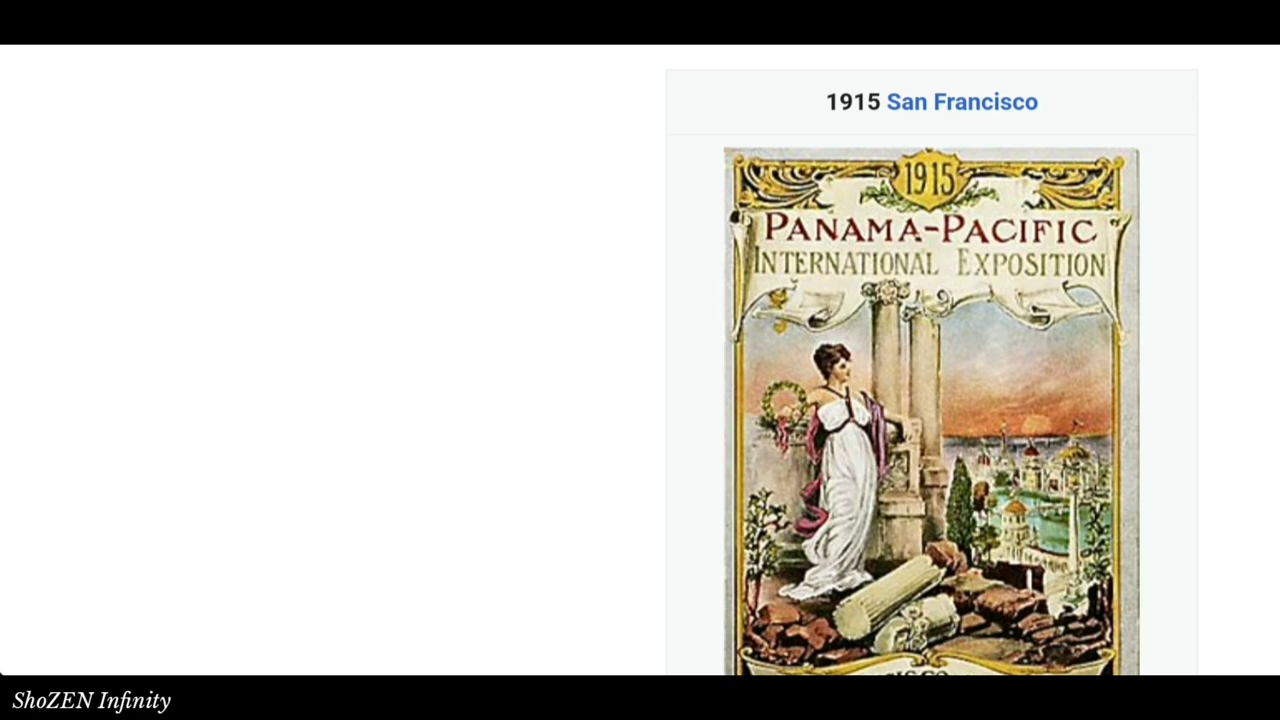 1915 San Francisco
1915
PANAMA-PACIFIC
INTERNATIONAL EXPOSITION
ShoZEN Infinity